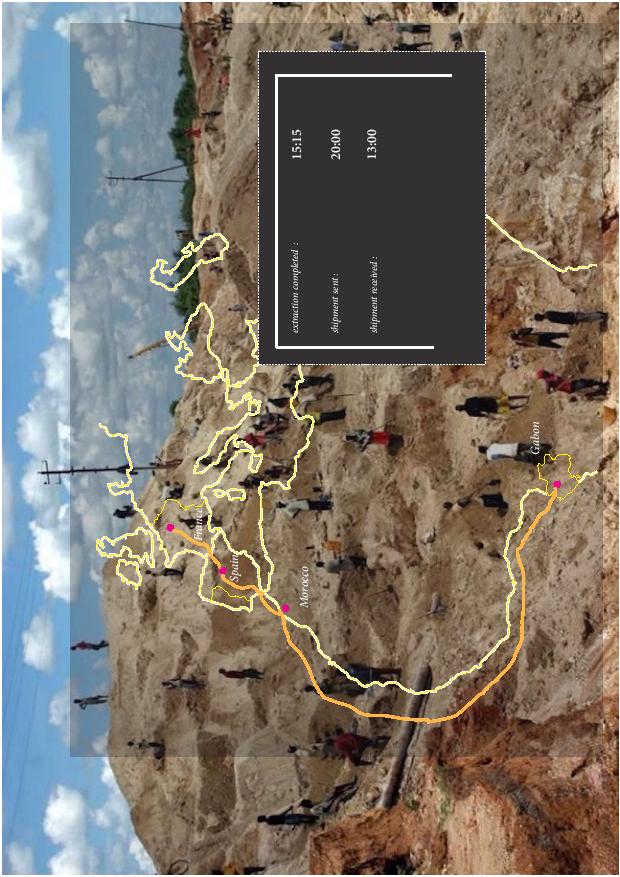 France
Spain
Morocco
extraction completed :
15:15
shipment sent :
20:00
shipment received :
13:00
Gabon